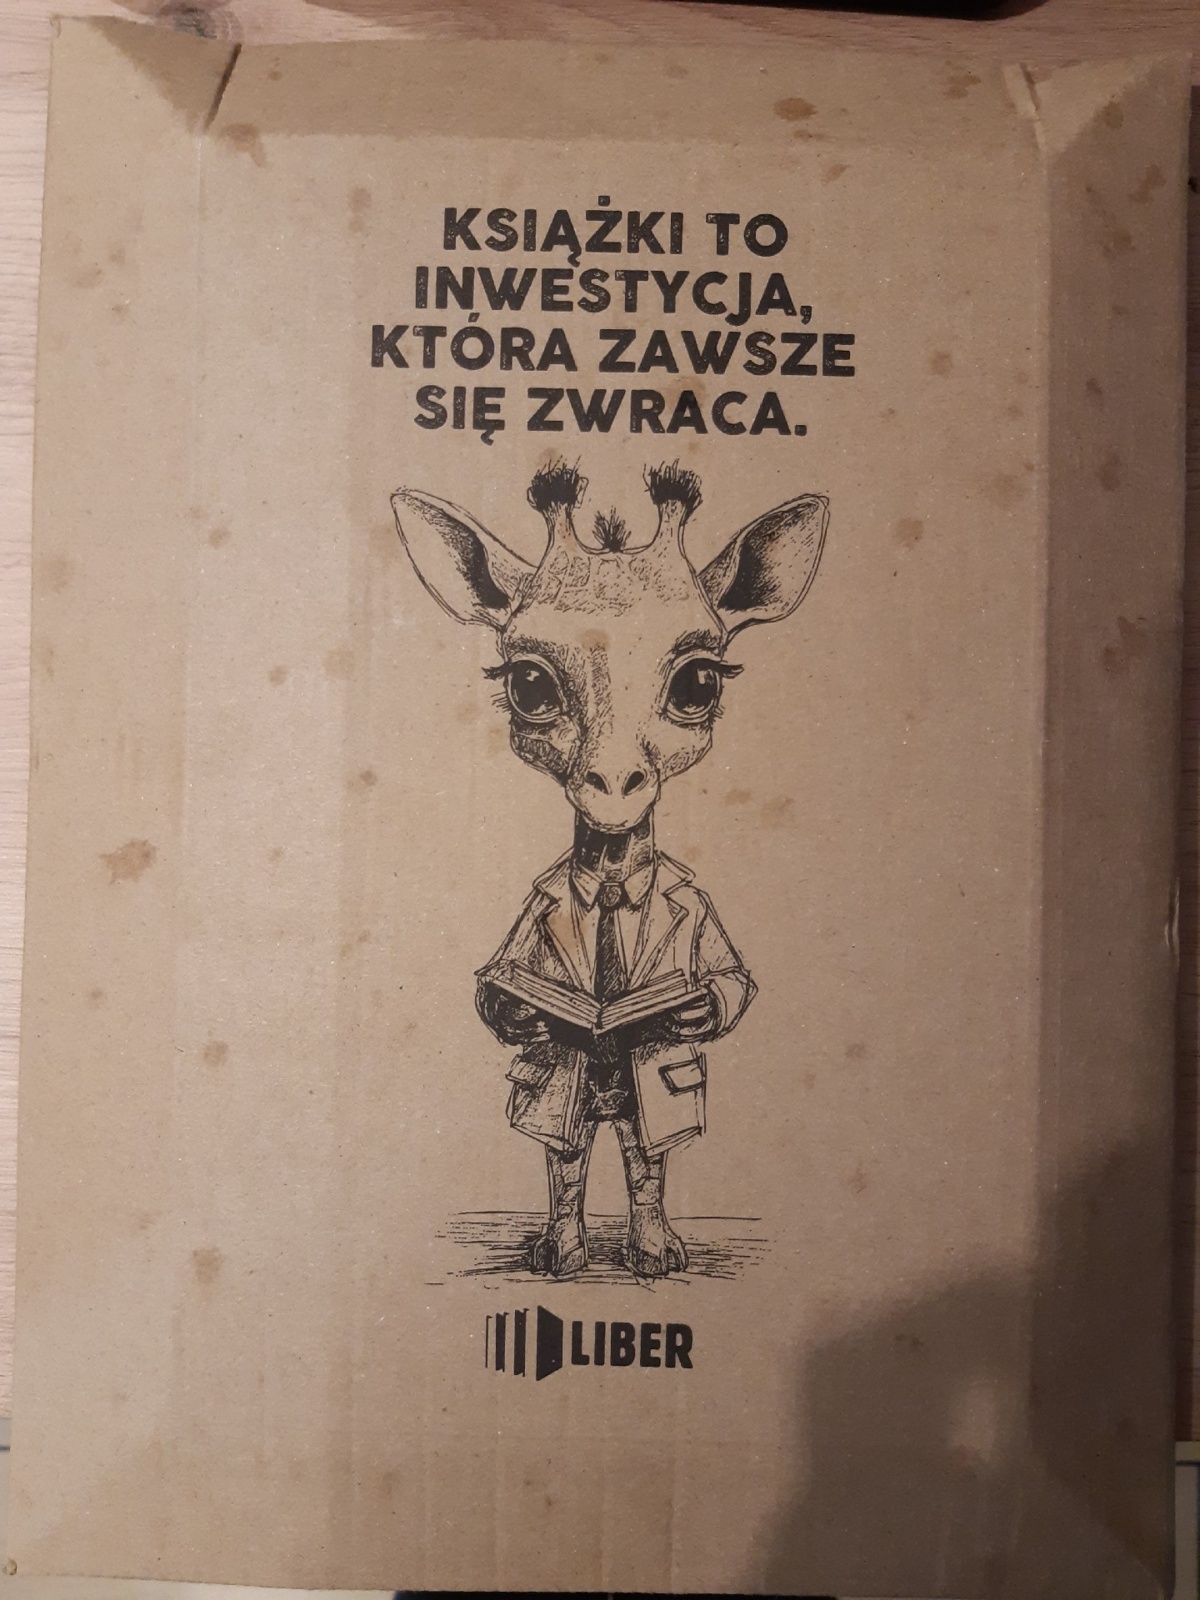 KSIĄŻKI TO
INWESTYCJA,
KTÓRA ZAWSZE
SIĘ ZWRACA.
LIBER